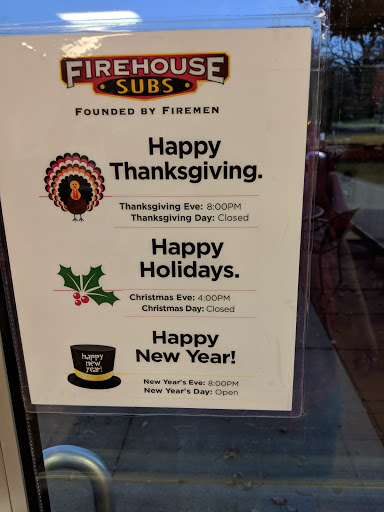 FIREHOUSE
SUBS
FOUNDED BY FIREMEN
Happy
Thanksgiving.
Thanksgiving Eve: 8:00PM
Thanksgiving Day: Closed
Happy
Holidays.
Christmas Eve: 4:00PM
Christmas Day: Closed
Happy
New Year!
happy
new
year!
New Year's Eve: 8:00PM
New Year's Day: Open